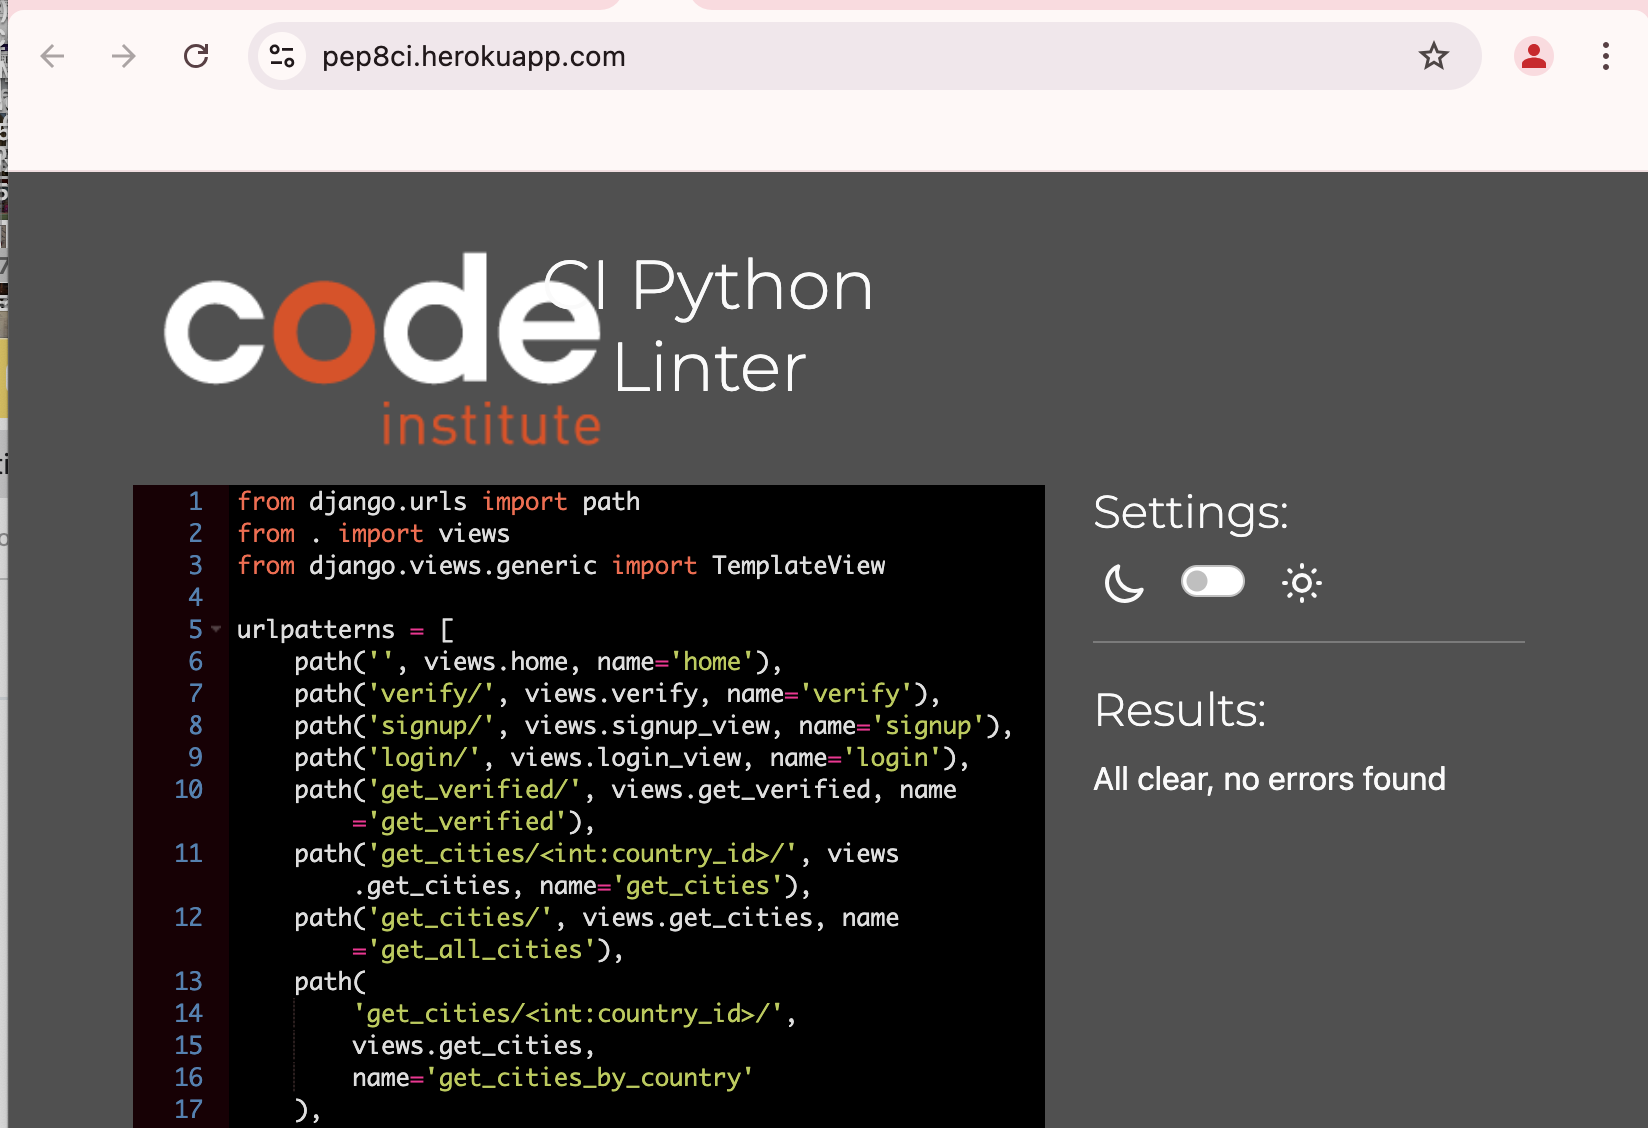 pep8ci.herokuapp.com
code
institute
CI Python
Linter
1 from django.urls import path
2 from . import views
3 from django.views.generic import TemplateView
4
5 urlpatterns = [
6 path('', views.home, name='home'),
7 path('verify/', views.verify, name='verify'),
8 path('signup/', views.signup_view, name='signup'),
9 path('login/', views.login_view, name='login'),
10 path('get_verified/', views.get_verified, name
='get_verified'),
11 path('get_cities/<int:country_id>/', views
.get_cities, name='get_cities'),
12 path('get_cities/', views.get_cities, name
='get_all_cities'),
13 path(
14 'get_cities/<int:country_id>/',
15 views.get_cities,
16 name='get_cities_by_country'
17 ),
Settings:
Results:
All clear, no errors found